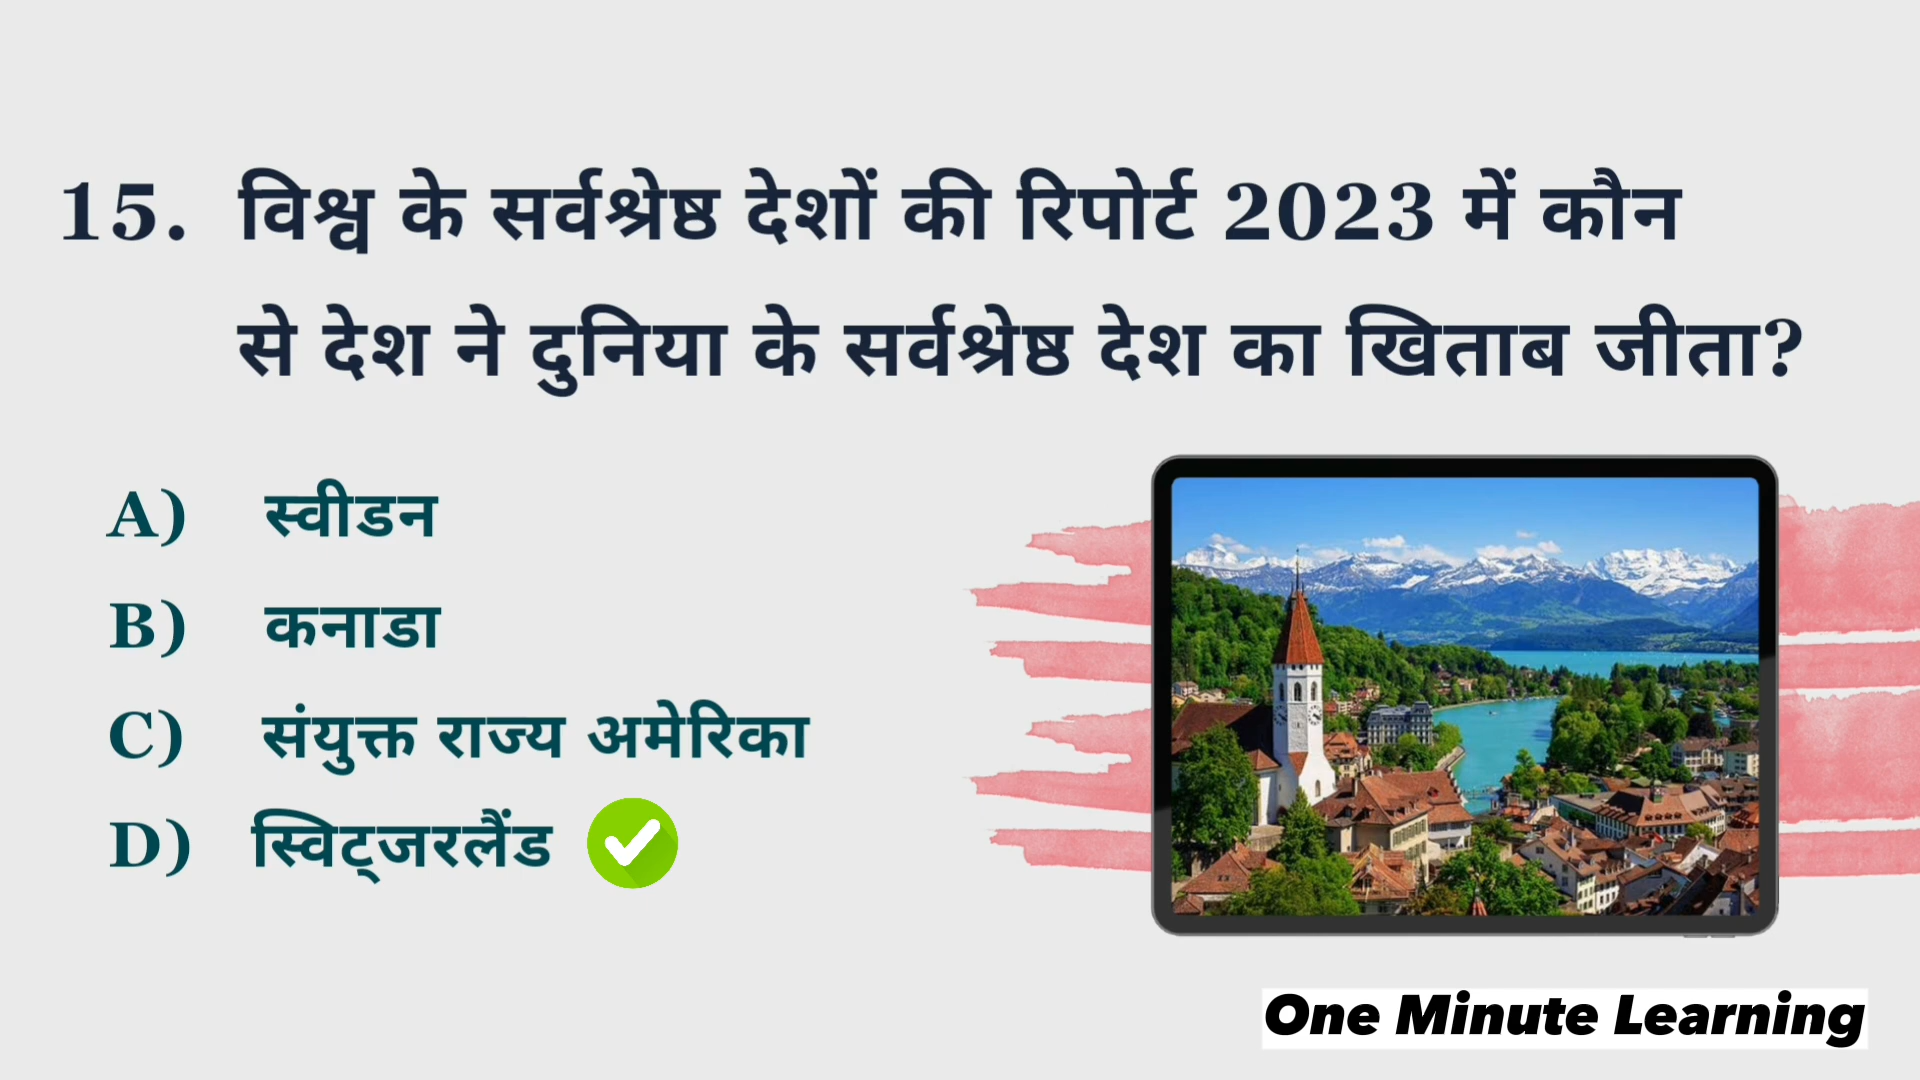 15. विश्व के सर्वश्रेष्ठ देशों की रिपोर्ट 2023 में कौन
से देश ने दुनिया के सर्वश्रेष्ठ देश का खिताब जीता?
A) स्वीडन
B) कनाडा
C) संयुक्त राज्य अमेरिका
D) स्विट्जरलैंड
One Minute Learning